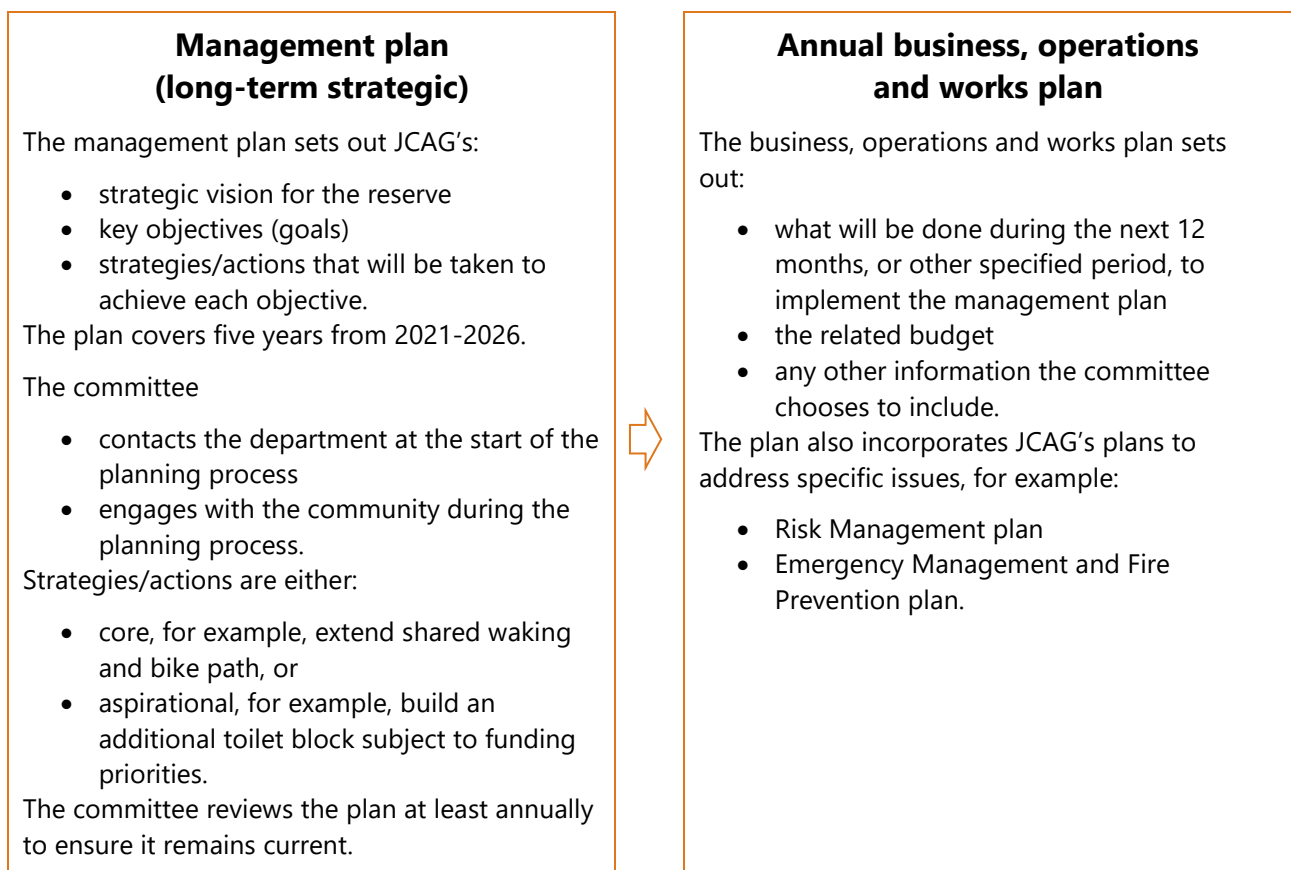 Management plan
(long-term strategic)
The management plan sets out JCAG’s:
• strategic vision for the reserve
• key objectives (goals)
• strategies/actions that will be taken to
achieve each objective.
The plan covers five years from 2021-2026.
The committee
• contacts the department at the start of the
planning process
• engages with the community during the
planning process.
Strategies/actions are either:
• core, for example, extend shared waking
and bike path, or
• aspirational, for example, build an
additional toilet block subject to funding
priorities.
The committee reviews the plan at least annually
to ensure it remains current.
Annual business, operations
and works plan
The business, operations and works plan sets
out:
• what will be done during the next 12
months, or other specified period, to
implement the management plan
• the related budget
• any other information the committee
chooses to include.
The plan also incorporates JCAG’s plans to
address specific issues, for example:
• Risk Management plan
• Emergency Management and Fire
Prevention plan.